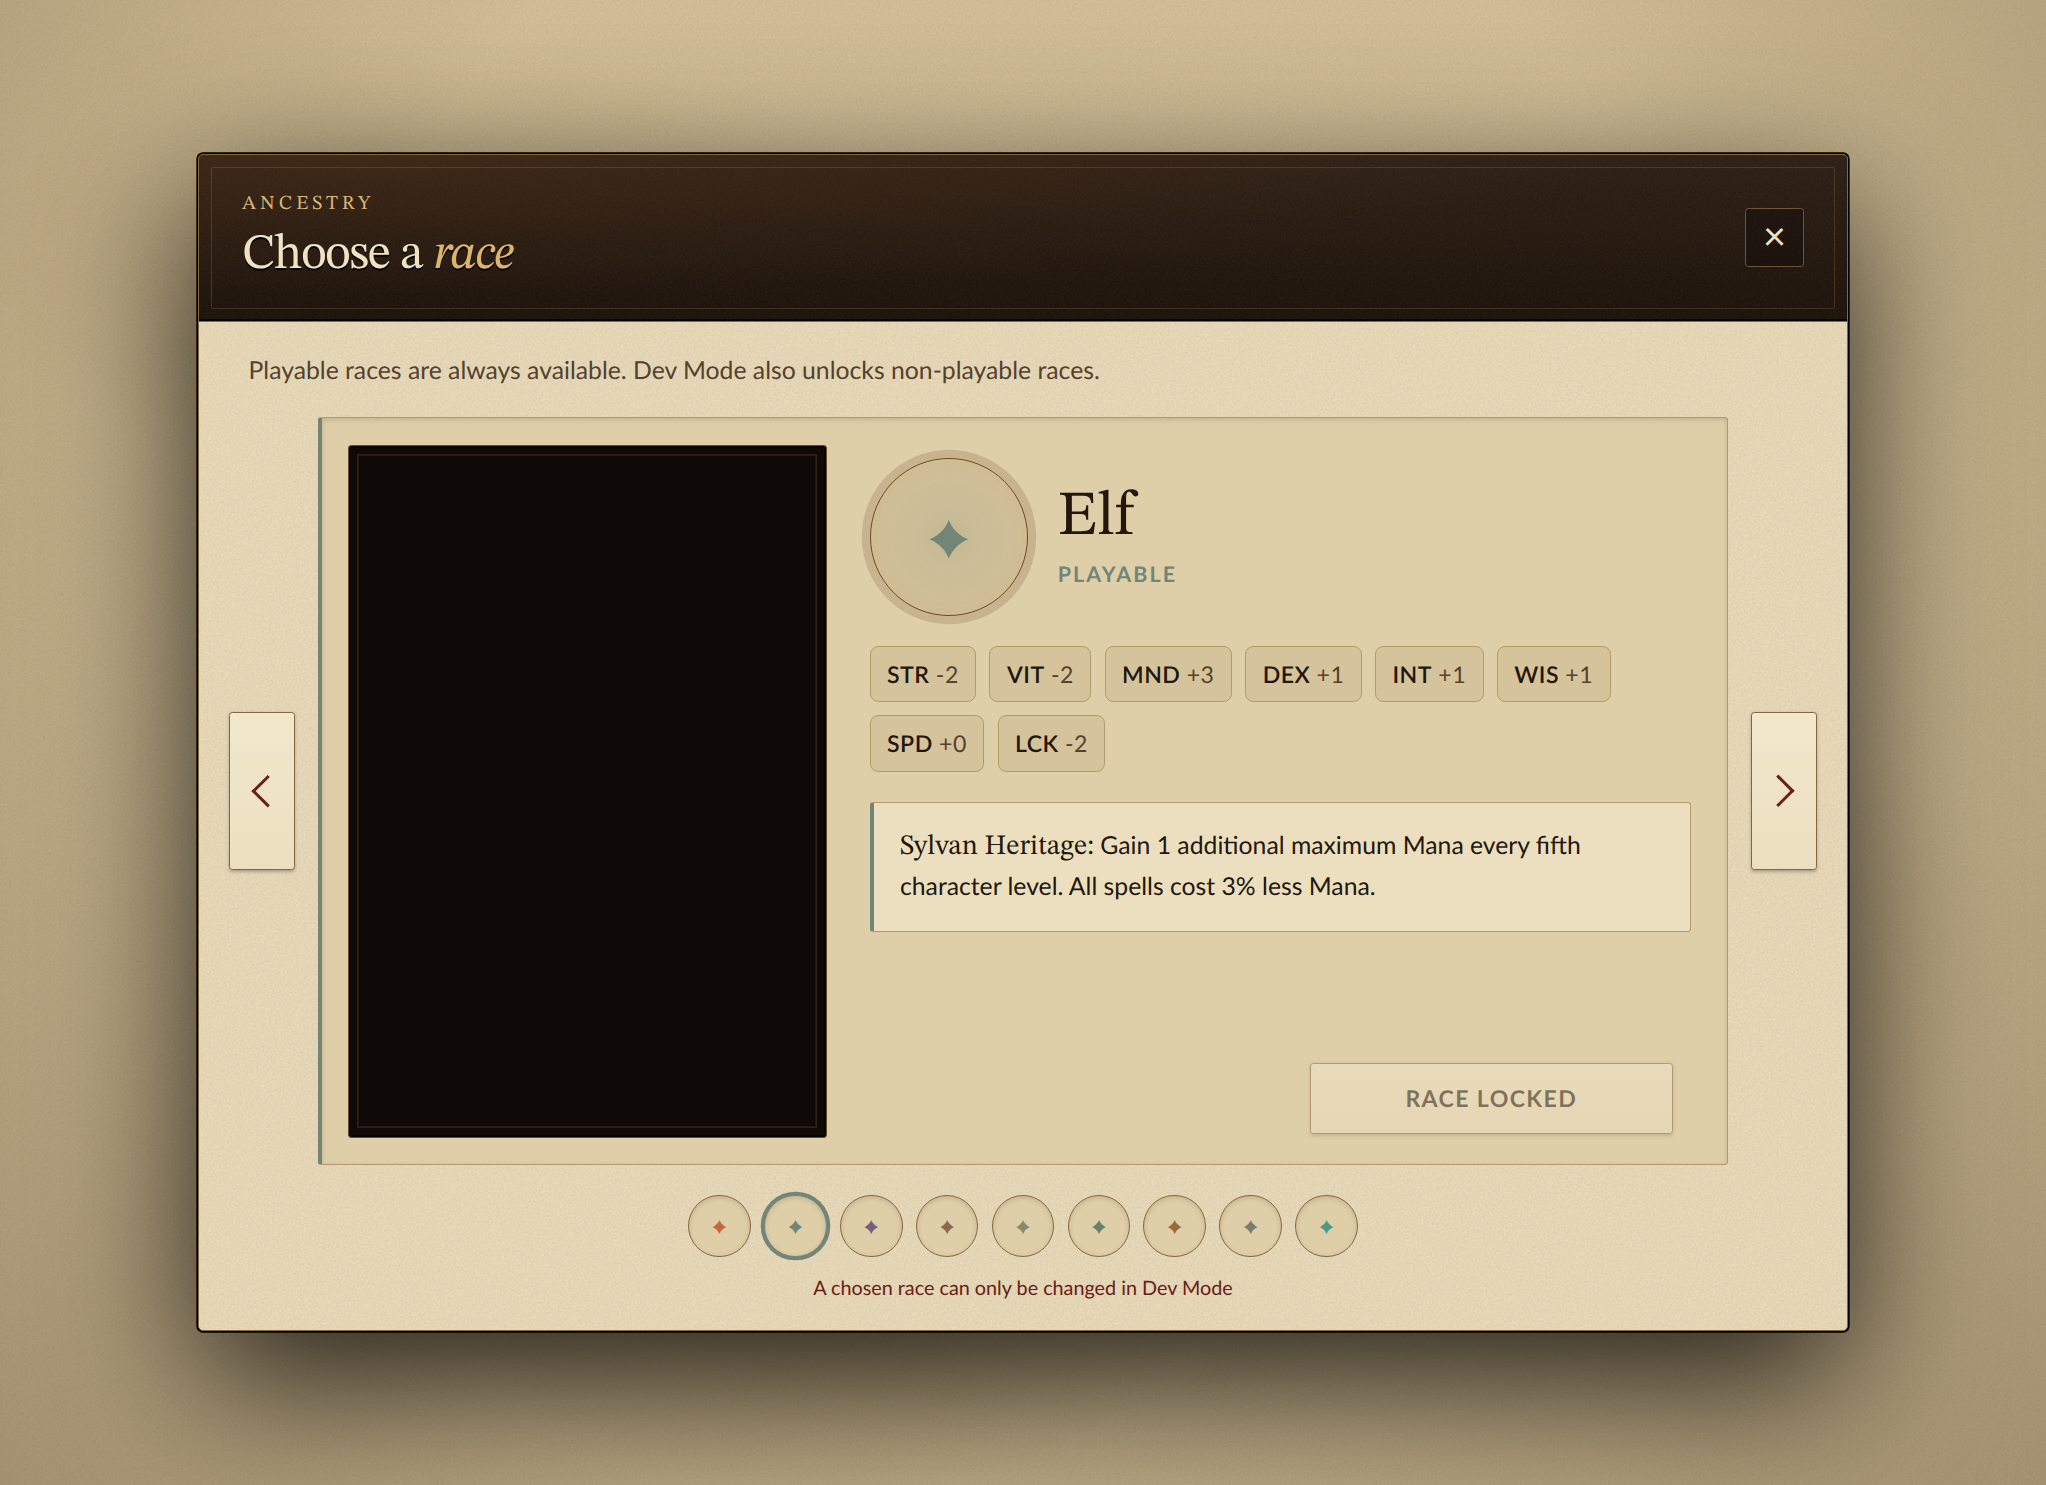 ANCESTRY
Choose a race
×
Playable races are always available. Dev Mode also unlocks non-playable races.
Elf
PLAYABLE
STR -2 VIT -2 MND +3 DEX +1 INT +1 WIS +1
SPD +0 LCK -2
Sylvan Heritage: Gain 1 additional maximum Mana every fifth
character level. All spells cost 3% less Mana.
RACE LOCKED
A chosen race can only be changed in Dev Mode